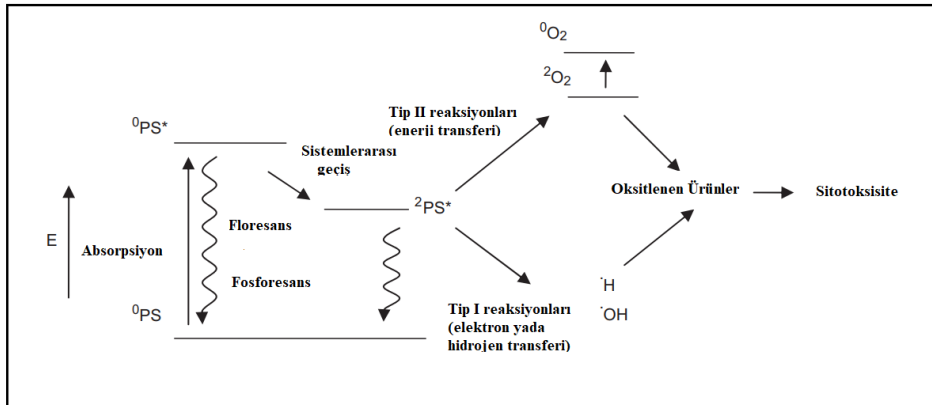 ⁰O₂
²O₂
Tip II reaksiyonları
(enerji transferi)
⁰PS*
Sistemlerarası
geçiş
²PS*
Oksitlenen Ürünler
Sitotoksisite
E
Absorpsiyon
Floresans
Fosforesans
⁰PS
Tip I reaksiyonları
(elektron yada
hidrojen transferi)
˙H
˙OH